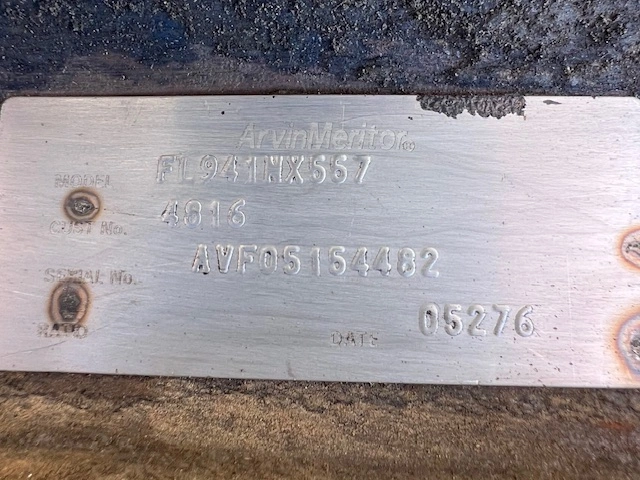 ArvinMeritor
MODEL FL941NX567
CUST No. 4816
SERIAL No. AVF05154482
RATIO DATE 05276